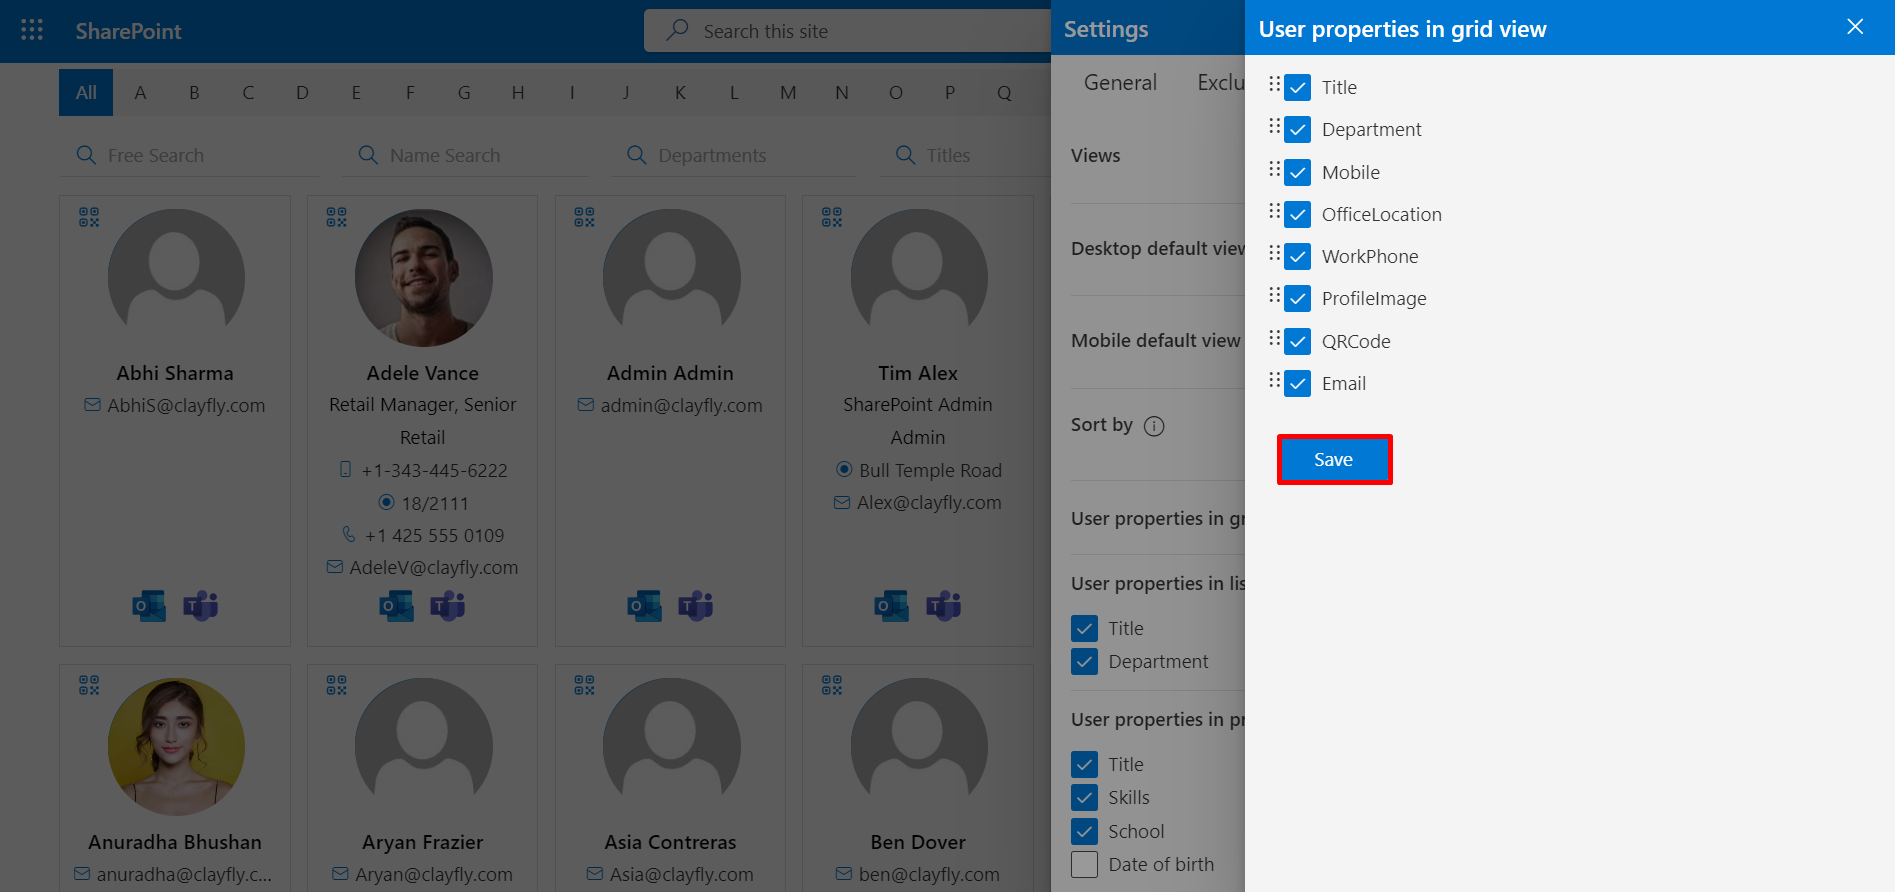 SharePoint
Search this site
All A B C D E F G H I J K L M N O P Q
Free Search
Name Search
Departments
Titles
Abhi Sharma
AbhiS@clayfly.com
Adele Vance
Retail Manager, Senior
Retail
+1-343-445-6222
18/2111
+1 425 555 0109
AdeleV@clayfly.com
Admin Admin
admin@clayfly.com
Tim Alex
SharePoint Admin
Admin
Bull Temple Road
Alex@clayfly.com
Anuradha Bhushan
anuradha@clayfly.c...
Aryan Frazier
Aryan@clayfly.com
Asia Contreras
Asia@clayfly.com
Ben Dover
ben@clayfly.com
Settings
General Exclu
Views
Desktop default view
Mobile default view
Sort by
User properties in gr
User properties in lis
Title
Department
User properties in pr
Title
Skills
School
Date of birth
User properties in grid view
Title
Department
Mobile
OfficeLocation
WorkPhone
ProfileImage
QRCode
Email
Save